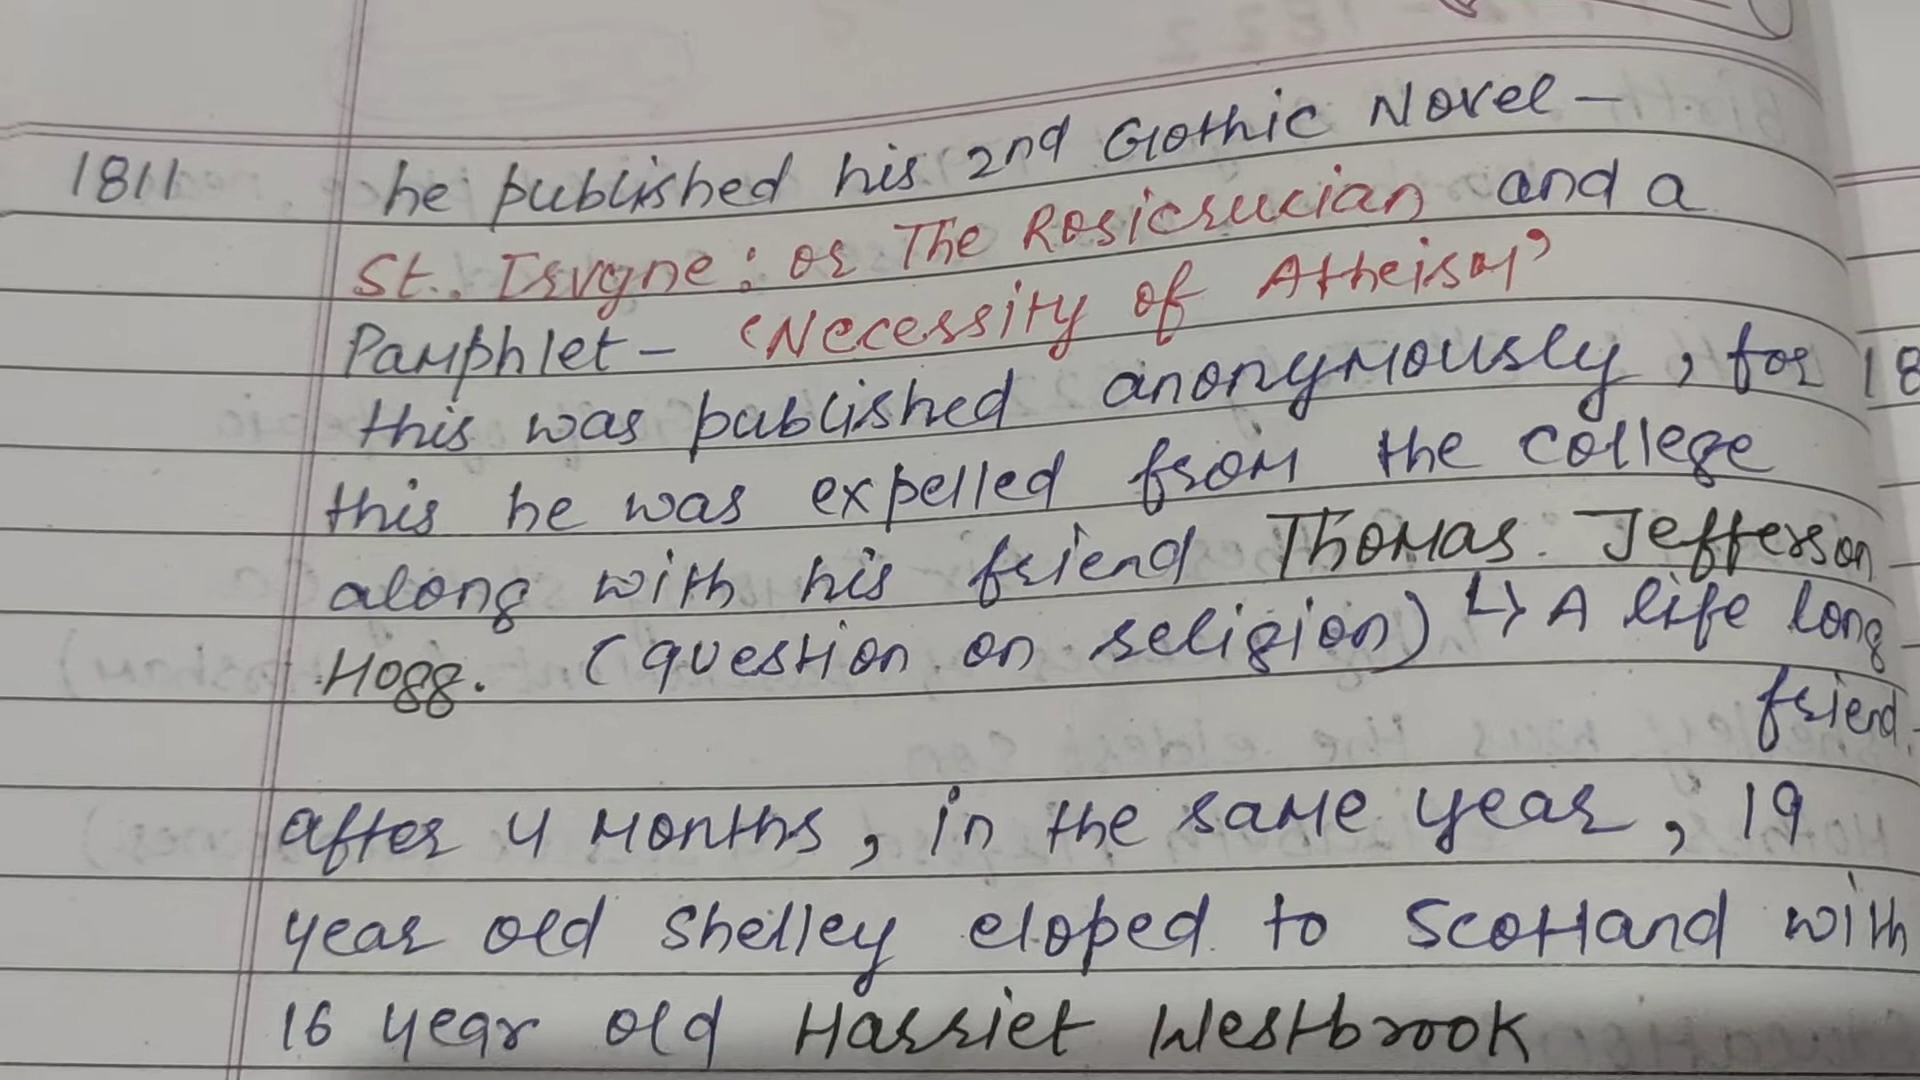 1811 he published his 2nd Gothic Novel -
St. Irvyne: or The Rosicrucian and a
Pamphlet - 'Necessity of Atheism'
this was published anonymously, for
this he was expelled from the college
along with his friend Thomas. Jefferson
Hogg. (question on religion) ↳ A life long
friend.
after 4 months, in the same year, 19
year old Shelley eloped to Scotland with
16 year old Harriet Westbrook
18